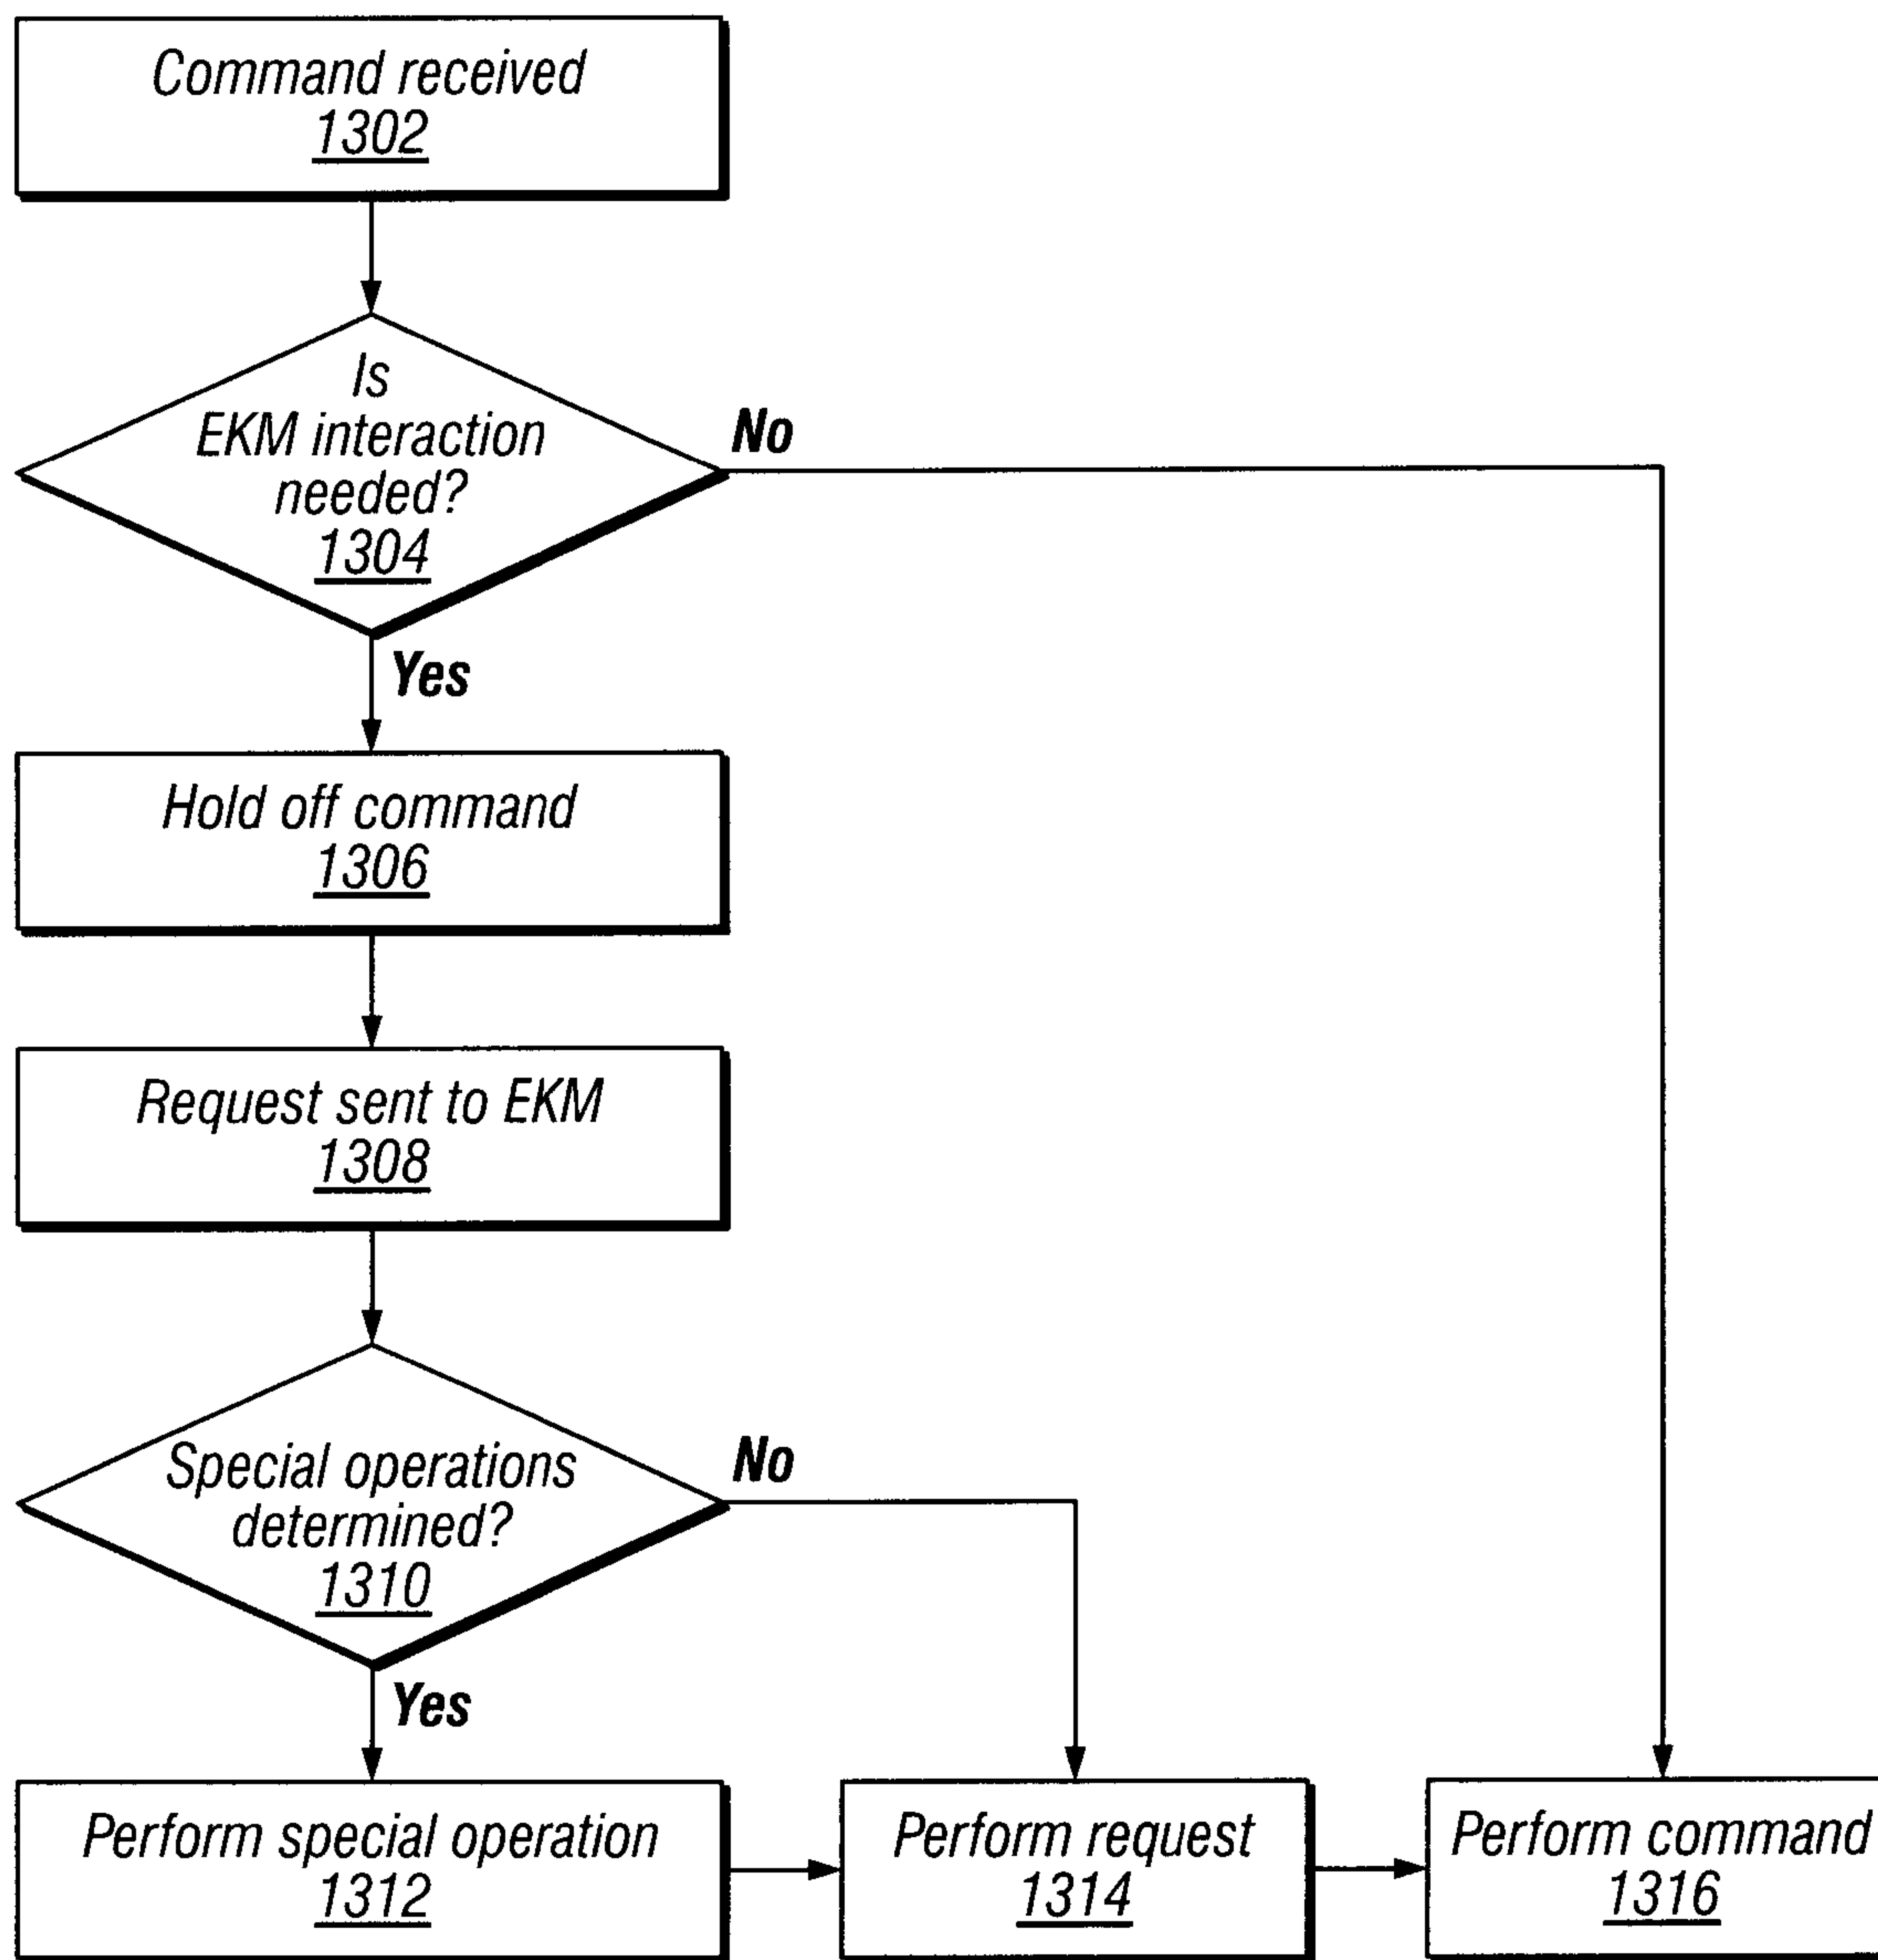 Command received
1302
Is
EKM interaction
needed?
1304
No
Yes
Hold off command
1306
Request sent to EKM
1308
Special operations
determined?
1310
No
Yes
Perform special operation
1312
Perform request
1314
Perform command
1316